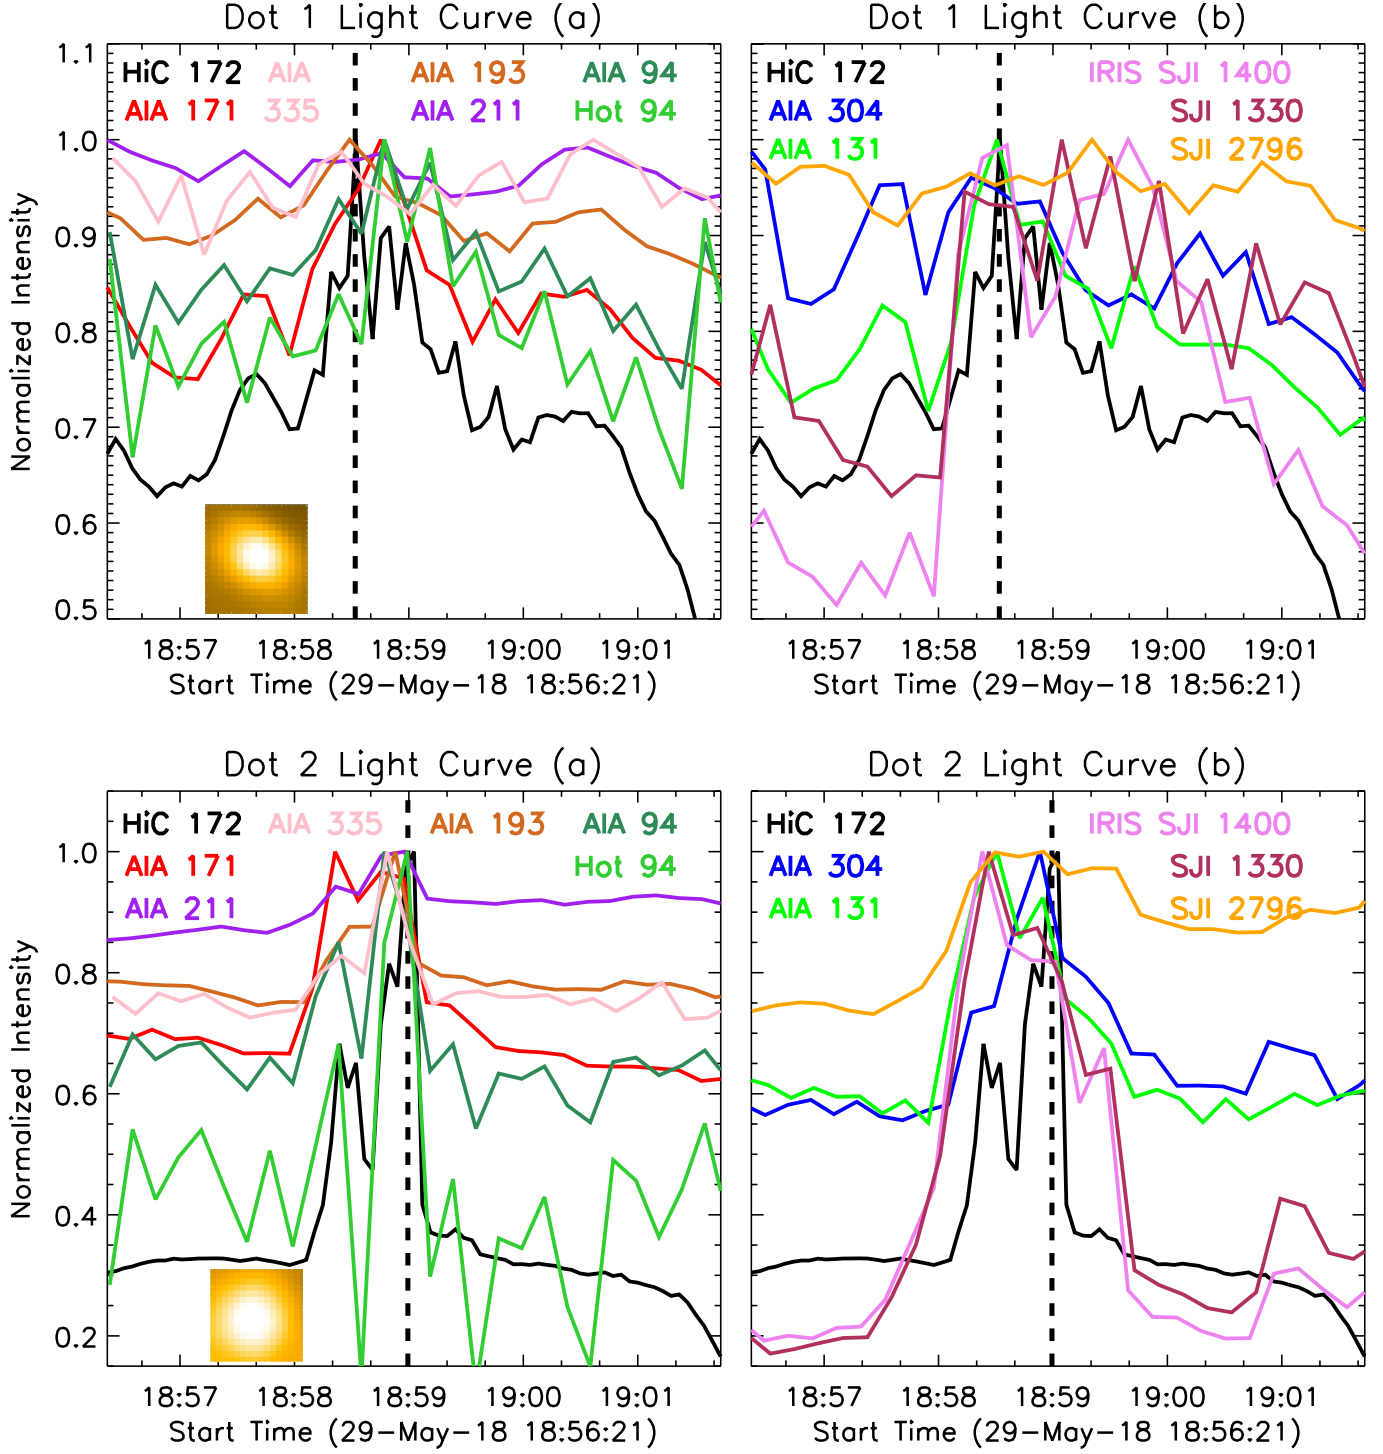 Dot 1 Light Curve (a)
HiC 172 AIA AIA 193 AIA 94
AIA 171 335 AIA 211 Hot 94
Normalized Intensity
1.1
1.0
0.9
0.8
0.7
0.6
0.5
18:57 18:58 18:59 19:00 19:01
Start Time (29-May-18 18:56:21)
Dot 1 Light Curve (b)
HiC 172 IRIS SJI 1400
AIA 304 SJI 1330
AIA 131 SJI 2796
18:57 18:58 18:59 19:00 19:01
Start Time (29-May-18 18:56:21)
Dot 2 Light Curve (a)
HiC 172 AIA 335 AIA 193 AIA 94
AIA 171 Hot 94
AIA 211
Normalized Intensity
1.0
0.8
0.6
0.4
0.2
18:57 18:58 18:59 19:00 19:01
Start Time (29-May-18 18:56:21)
Dot 2 Light Curve (b)
HiC 172 IRIS SJI 1400
AIA 304 SJI 1330
AIA 131 SJI 2796
18:57 18:58 18:59 19:00 19:01
Start Time (29-May-18 18:56:21)